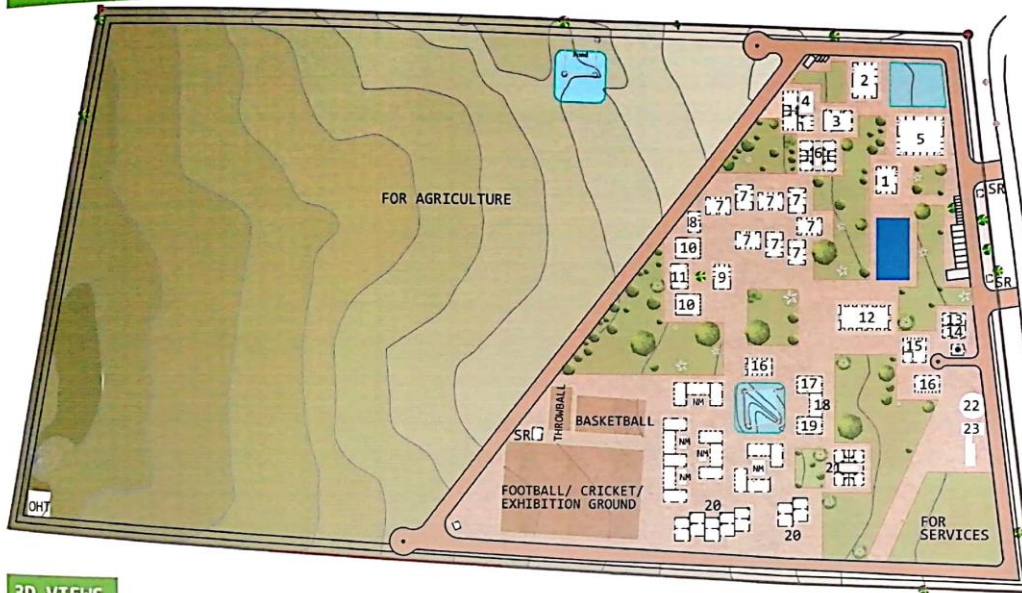 Pond
2
4
3
5
6
1
SR
FOR AGRICULTURE
7
7
7
7
7
8
7
7
7
10
11
9
SR
10
12
13
14
15
16
16
17
18
22
NM
THROWBALL
BASKETBALL
19
23
SR
NM
NM
NM
NM
21
OHT
FOOTBALL/ CRICKET/
EXHIBITION GROUND
20
20
FOR
SERVICES
3D VIEWS